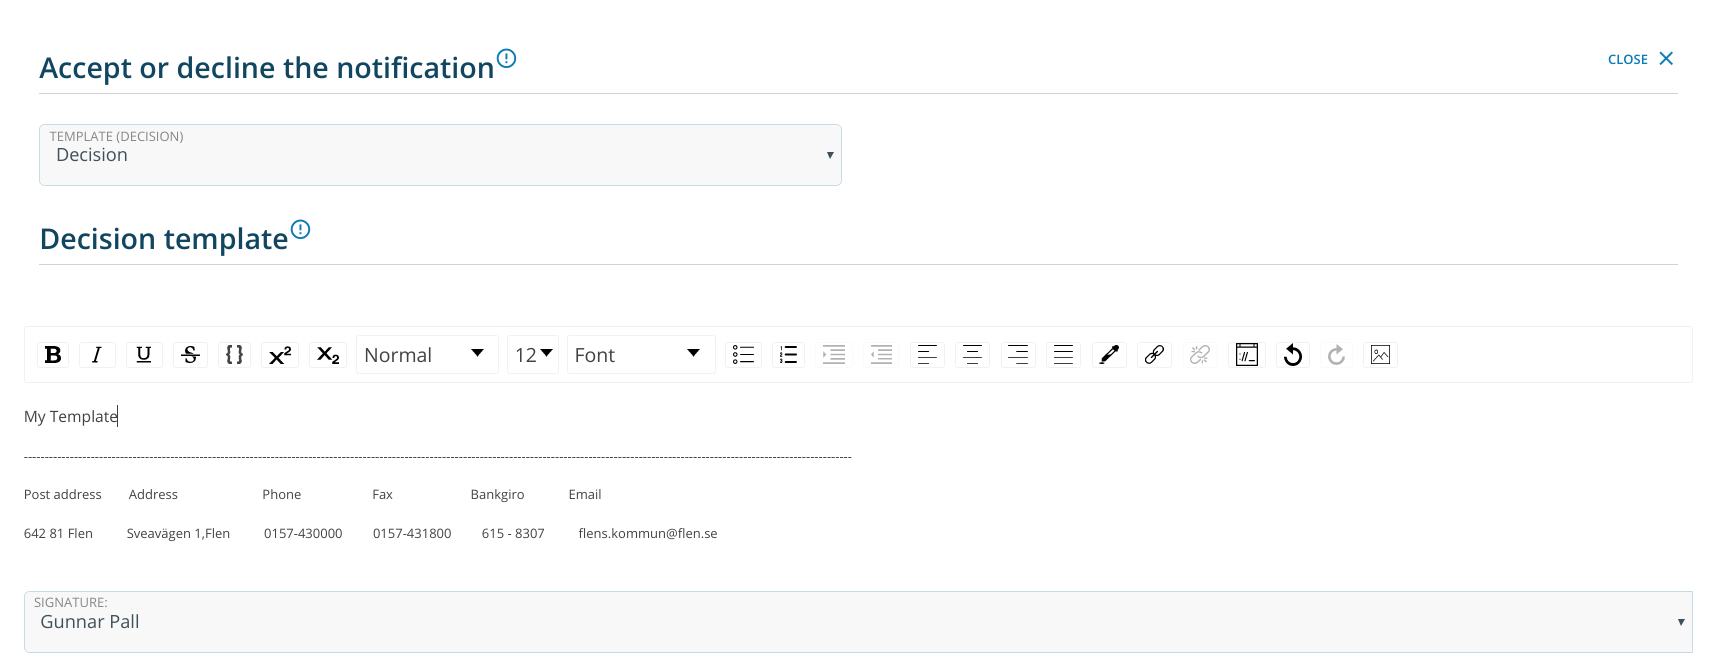 Accept or decline the notification
CLOSE
TEMPLATE (DECISION)
Decision
Decision template
B I U S {} X² X₂ Normal 12 Font
My Template
--------------------------------------------------------------------------------------------------------------------------------------------------------------------------------------------------------
Post address Address Phone Fax Bankgiro Email
642 81 Flen Sveavägen 1,Flen 0157-430000 0157-431800 615 - 8307 flens.kommun@flen.se
SIGNATURE:
Gunnar Pall